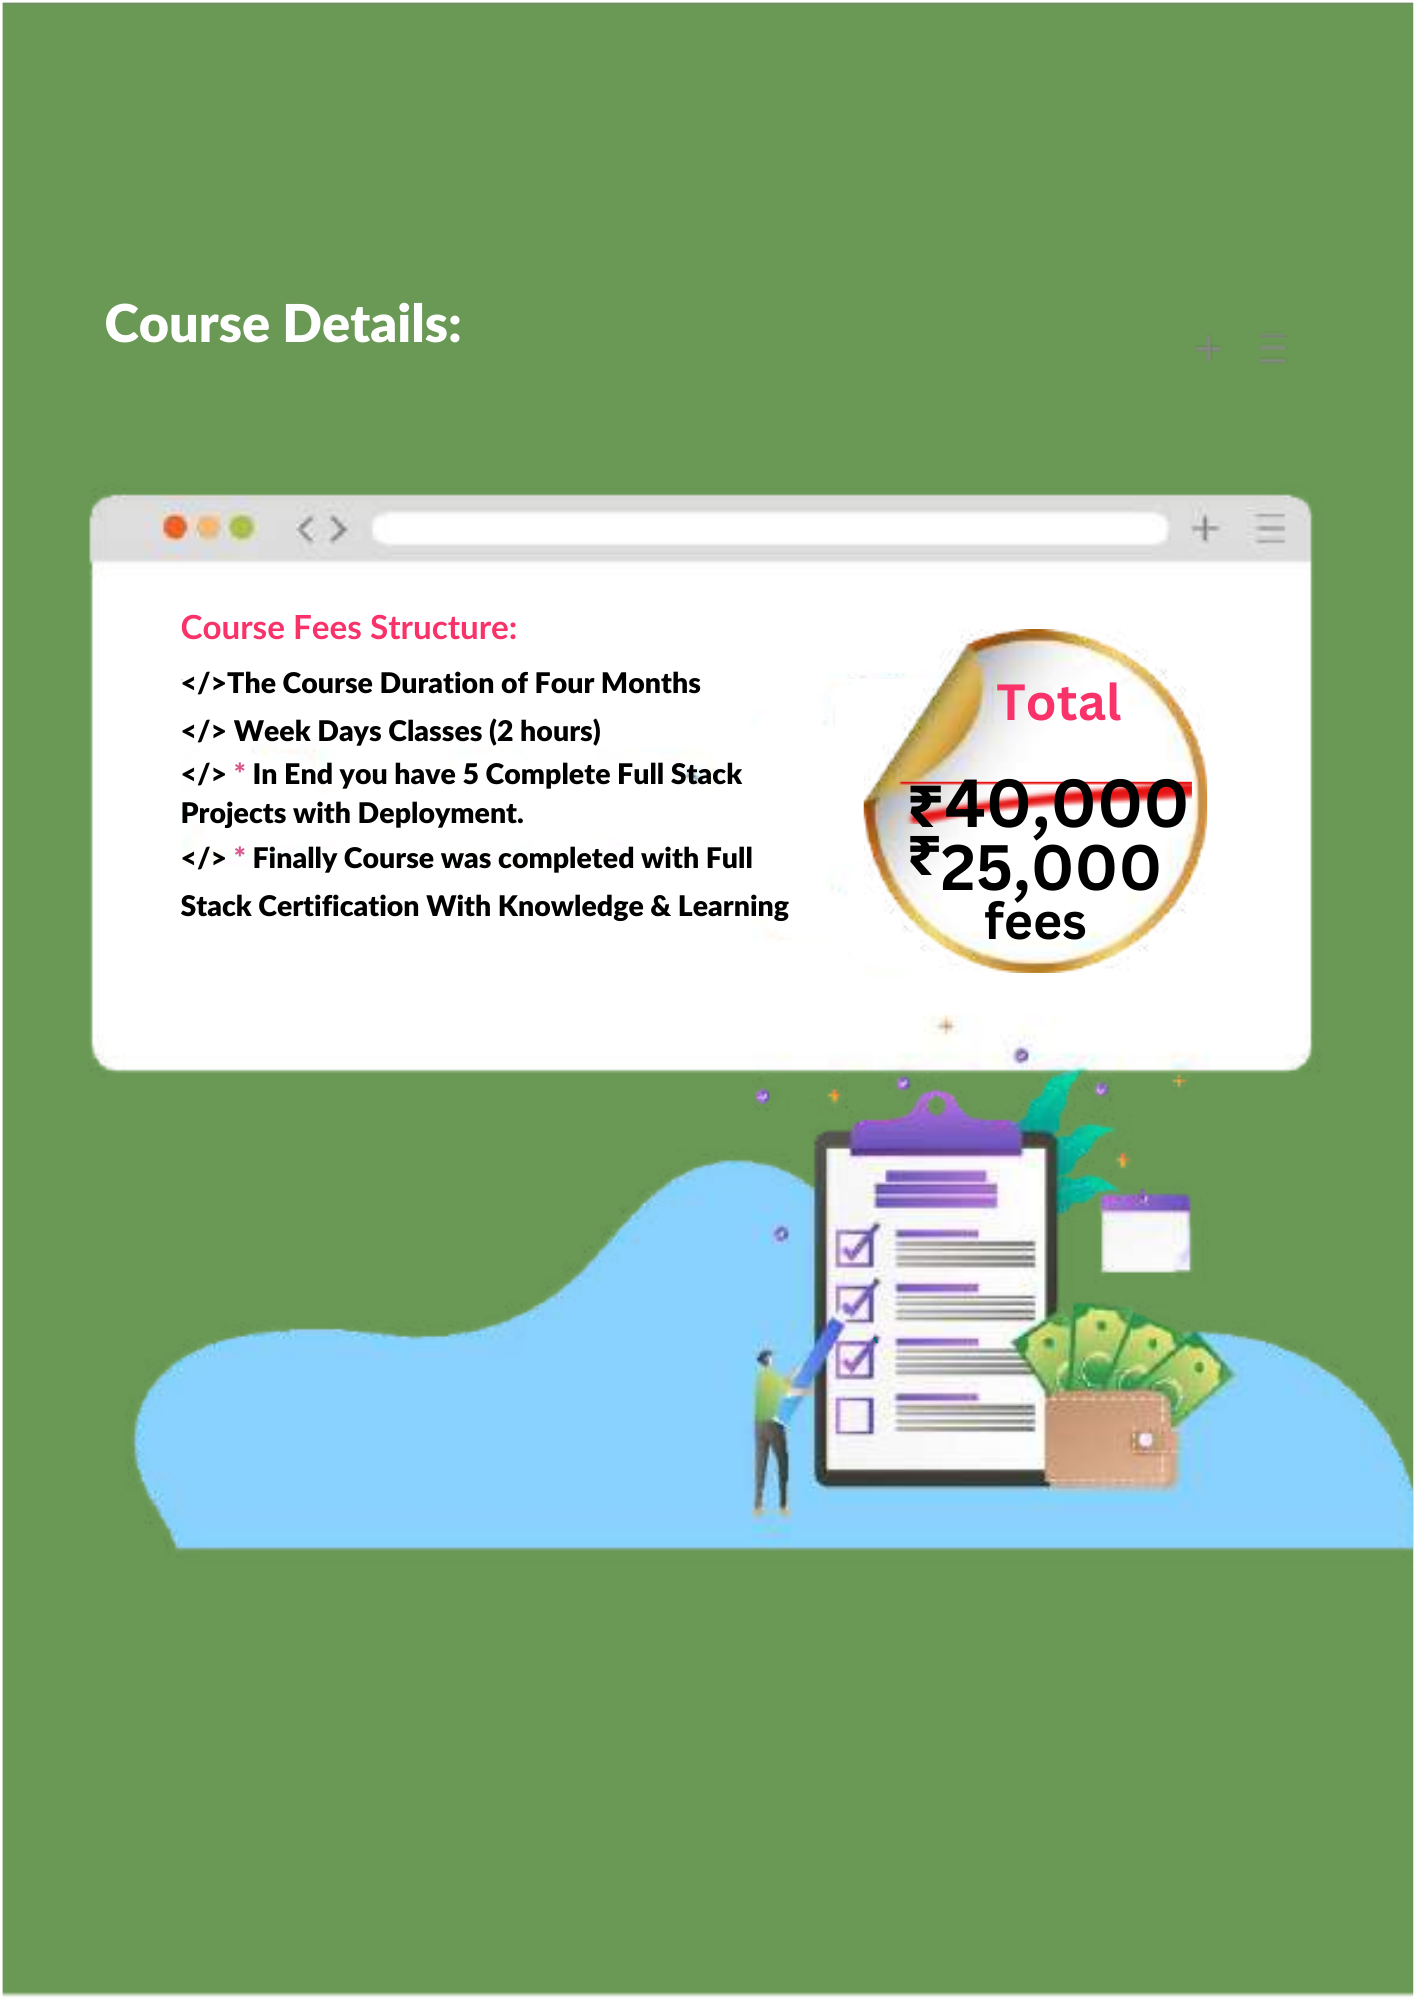 Course Details:
Course Fees Structure:
</>The Course Duration of Four Months
</> Week Days Classes (2 hours)
</> * In End you have 5 Complete Full Stack
Projects with Deployment.
</> * Finally Course was completed with Full
Stack Certification With Knowledge & Learning
Total
₹40,000
₹25,000
fees